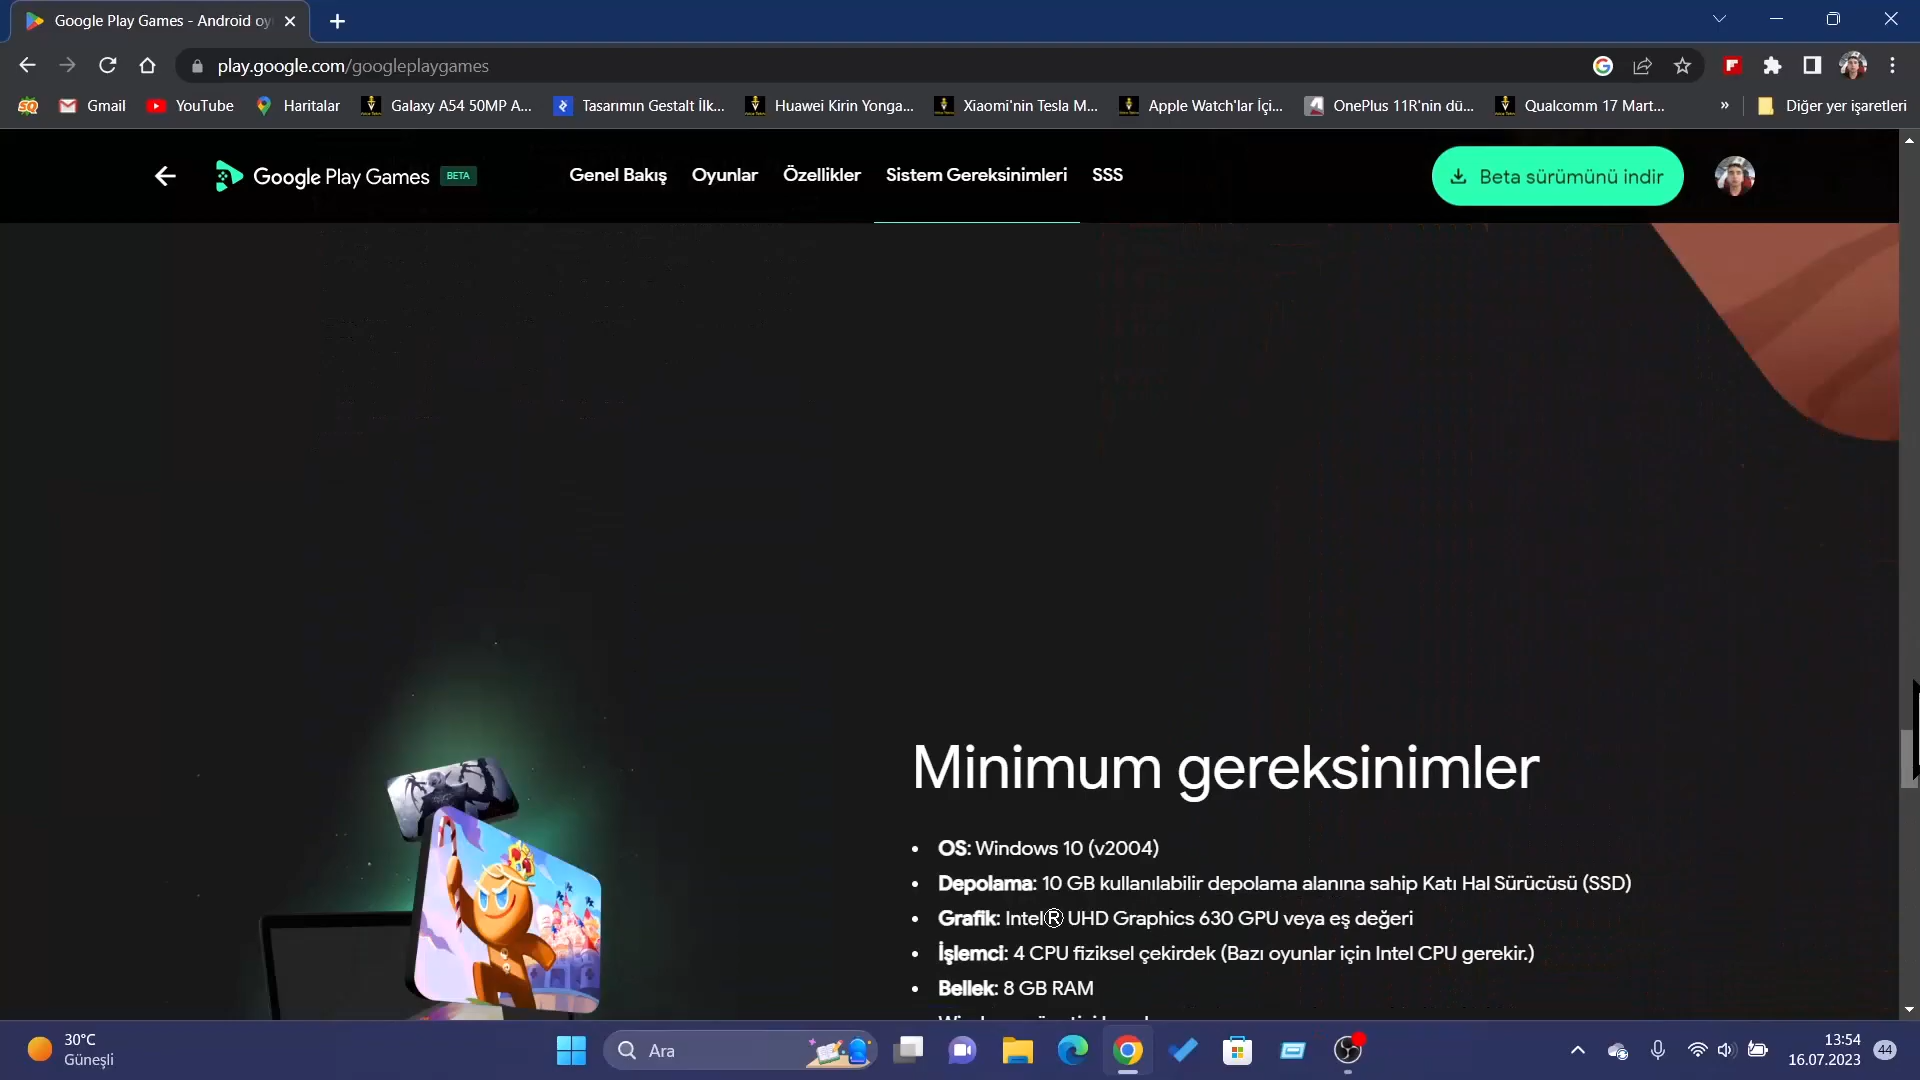 Google Play Games - Android oy
play.google.com/googleplaygames
SQ
Gmail
YouTube
Haritalar
Galaxy A54 50MP A...
Tasarımın Gestalt İlk...
Huawei Kirin Yonga...
Xiaomi'nin Tesla M...
Apple Watch'lar İçi...
OnePlus 11R'nin dü...
Qualcomm 17 Mart...
»
Diğer yer işaretleri
Google Play Games BETA
Genel Bakış
Oyunlar
Özellikler
Sistem Gereksinimleri
SSS
Beta sürümünü indir
Minimum gereksinimler
• OS: Windows 10 (v2004)
• Depolama: 10 GB kullanılabilir depolama alanına sahip Katı Hal Sürücüsü (SSD)
• Grafik: Intel® UHD Graphics 630 GPU veya eş değeri
• İşlemci: 4 CPU fiziksel çekirdek (Bazı oyunlar için Intel CPU gerekir.)
• Bellek: 8 GB RAM
30°C
Güneşli
Ara
13:54
16.07.2023
44